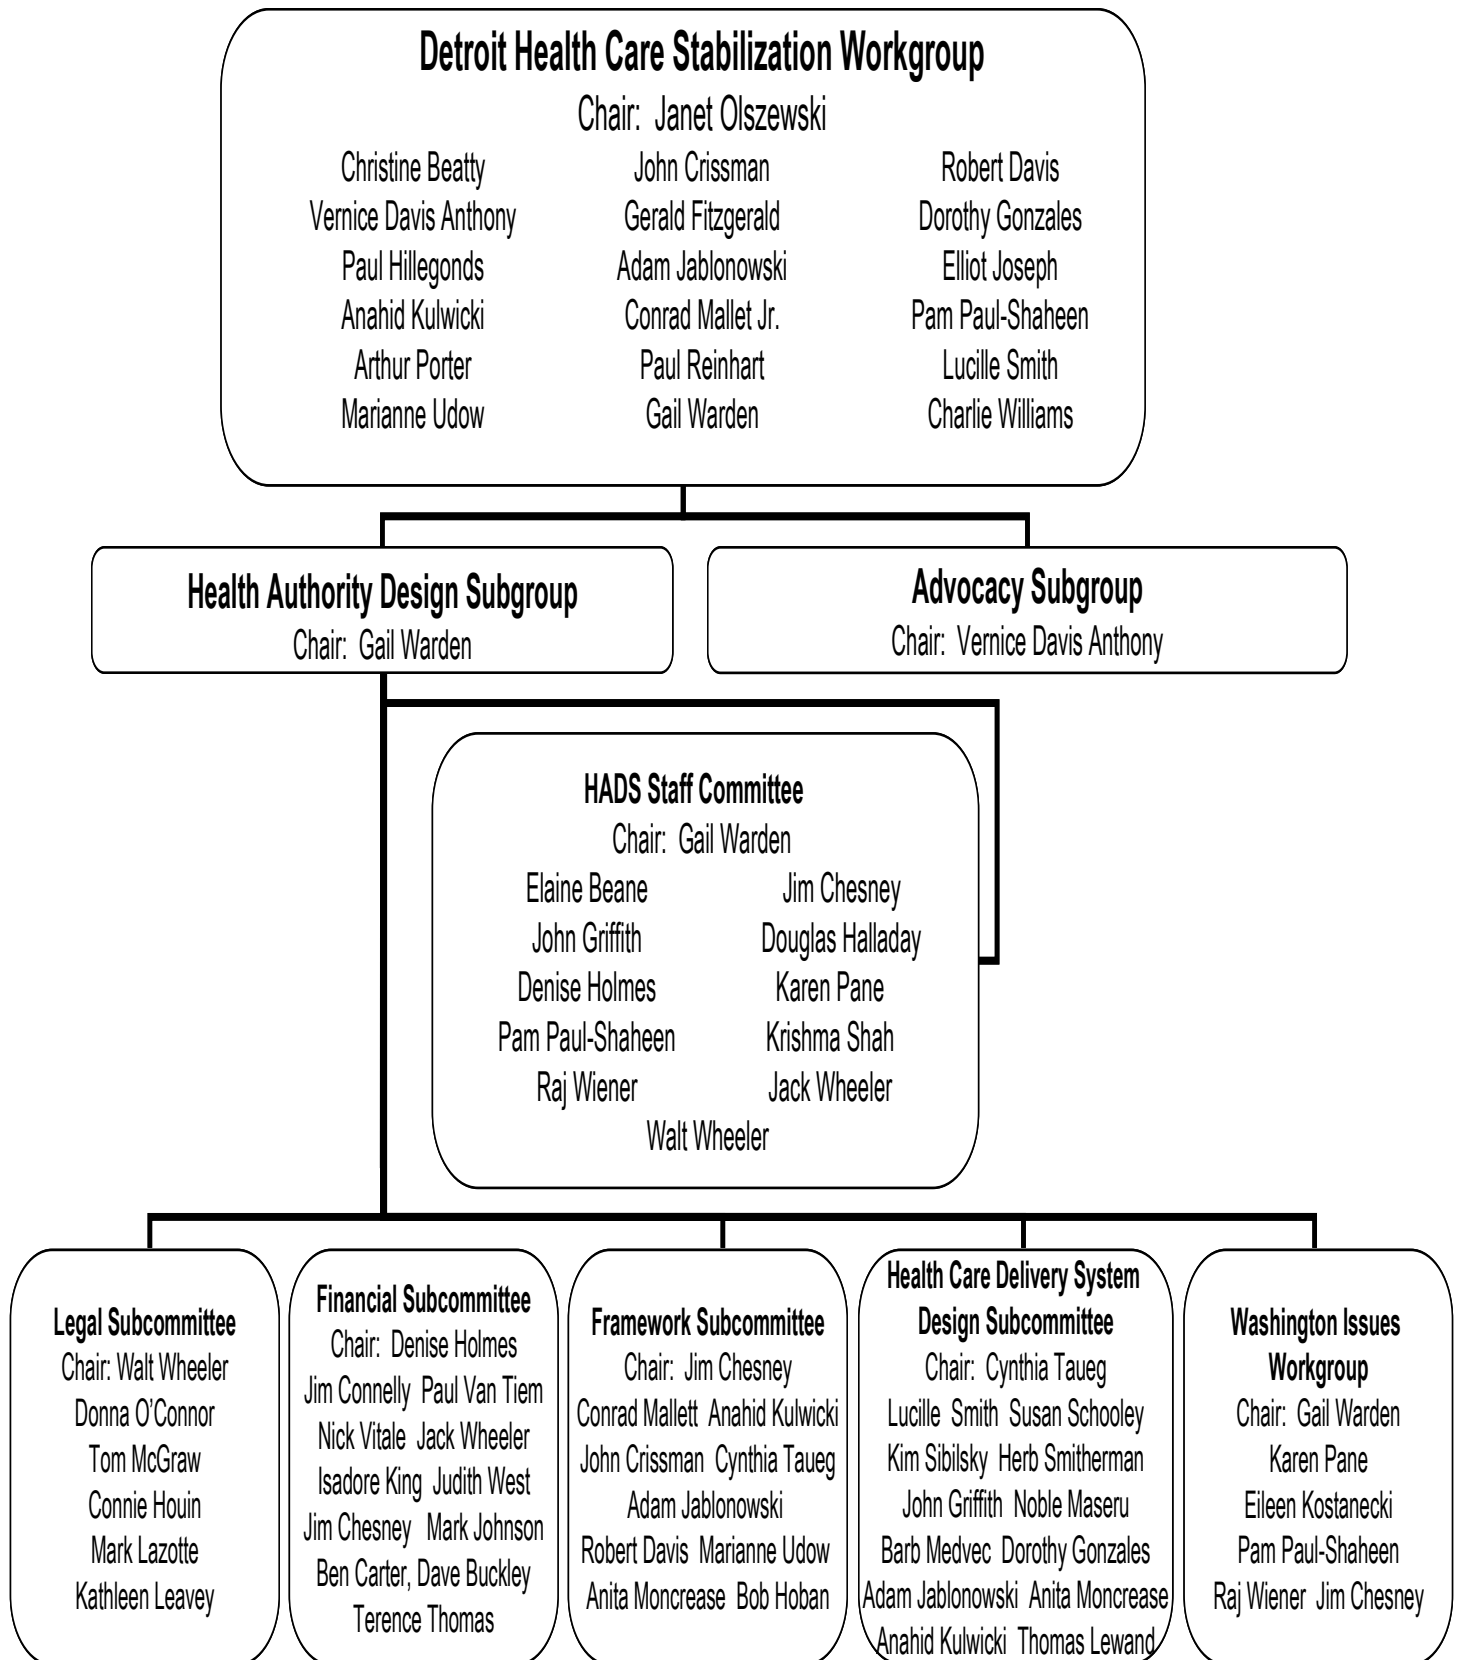 Detroit Health Care Stabilization Workgroup
Chair: Janet Olszewski
Christine Beatty John Crissman Robert Davis
Vernice Davis Anthony Gerald Fitzgerald Dorothy Gonzales
Paul Hillegonds Adam Jablonowski Elliot Joseph
Anahid Kulwicki Conrad Mallet Jr. Pam Paul-Shaheen
Arthur Porter Paul Reinhart Lucille Smith
Marianne Udow Gail Warden Charlie Williams
Health Authority Design Subgroup
Chair: Gail Warden
Advocacy Subgroup
Chair: Vernice Davis Anthony
HADS Staff Committee
Chair: Gail Warden
Elaine Beane Jim Chesney
John Griffith Douglas Halladay
Denise Holmes Karen Pane
Pam Paul-Shaheen Krishma Shah
Raj Wiener Jack Wheeler
Walt Wheeler
Legal Subcommittee
Chair: Walt Wheeler
Donna O'Connor
Tom McGraw
Connie Houin
Mark Lazotte
Kathleen Leavey
Financial Subcommittee
Chair: Denise Holmes
Jim Connelly Paul Van Tiem
Nick Vitale Jack Wheeler
Isadore King Judith West
Jim Chesney Mark Johnson
Ben Carter, Dave Buckley
Terence Thomas
Framework Subcommittee
Chair: Jim Chesney
Conrad Mallett Anahid Kulwicki
John Crissman Cynthia Taueg
Adam Jablonowski
Robert Davis Marianne Udow
Anita Moncrease Bob Hoban
Health Care Delivery System
Design Subcommittee
Chair: Cynthia Taueg
Lucille Smith Susan Schooley
Kim Sibilsky Herb Smitherman
John Griffith Noble Maseru
Barb Medvec Dorothy Gonzales
Adam Jablonowski Anita Moncrease
Anahid Kulwicki Thomas Lewand
Washington Issues
Workgroup
Chair: Gail Warden
Karen Pane
Eileen Kostanecki
Pam Paul-Shaheen
Raj Wiener Jim Chesney